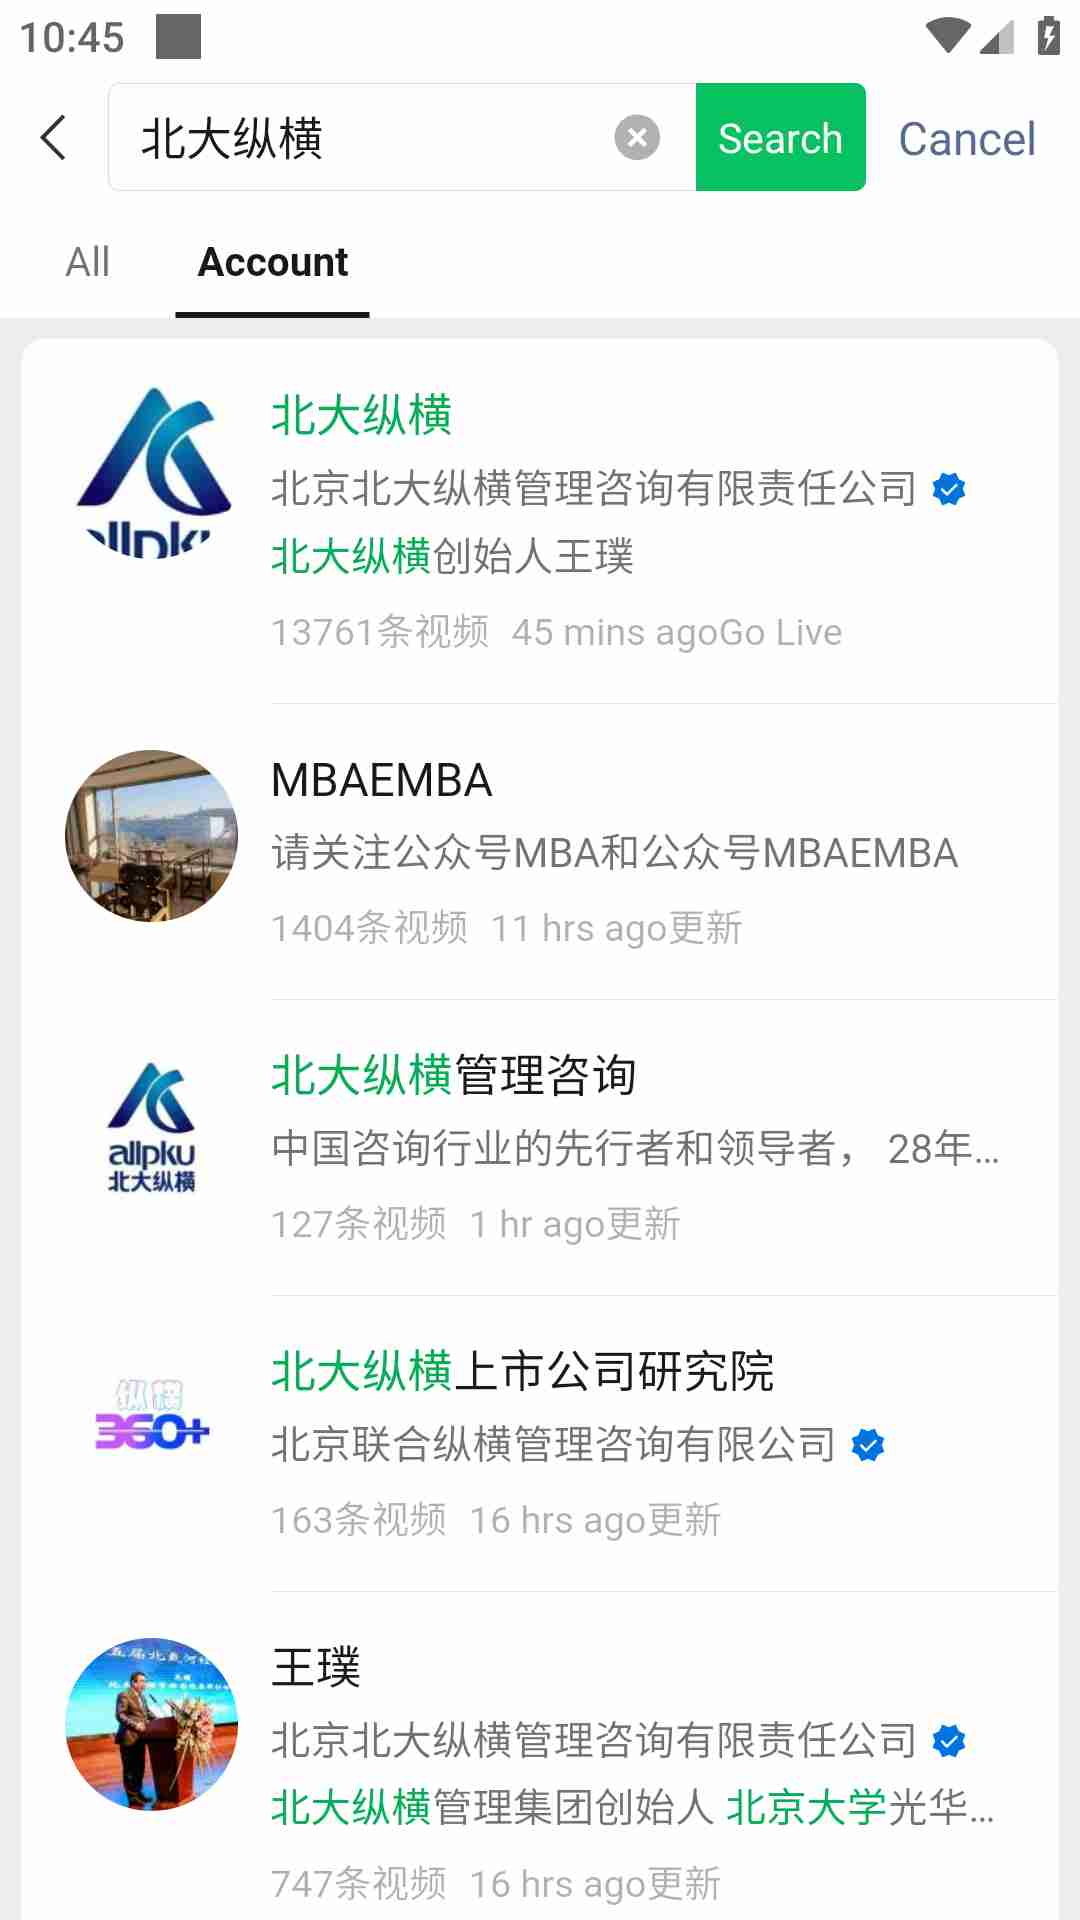 10:45
北大纵横
Search
Cancel
All
Account
北大纵横
北京北大纵横管理咨询有限责任公司
北大纵横创始人王璞
13761条视频 45 mins agoGo Live
MBAEMBA
请关注公众号MBA和公众号MBAEMBA
1404条视频 11 hrs ago更新
allpku
北大纵横
北大纵横管理咨询
中国咨询行业的先行者和领导者， 28年...
127条视频 1 hr ago更新
纵横
360+
北大纵横上市公司研究院
北京联合纵横管理咨询有限公司
163条视频 16 hrs ago更新
王璞
北京北大纵横管理咨询有限责任公司
北大纵横管理集团创始人 北京大学光华...
747条视频 16 hrs ago更新